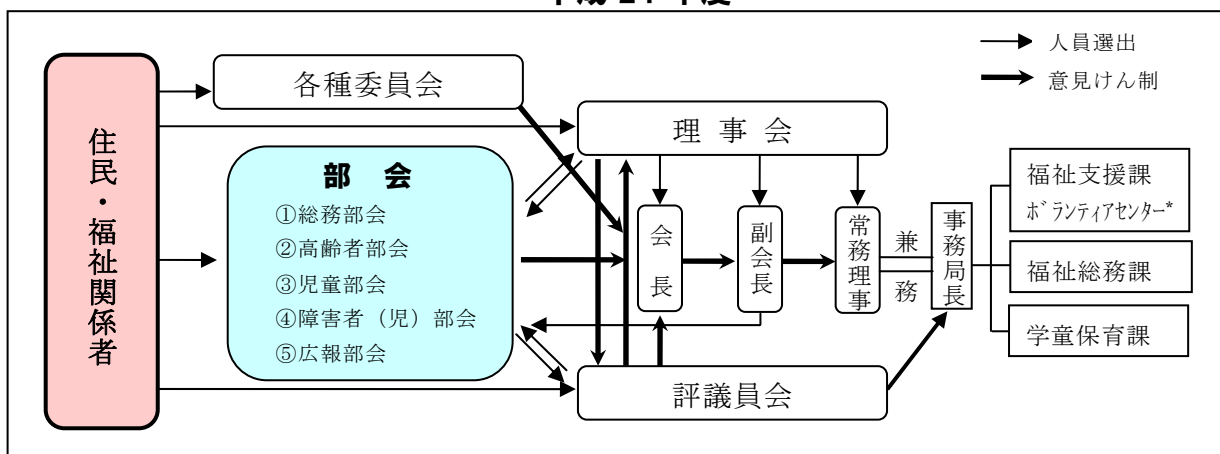 人員選出
意見けん制
住民・福祉関係者
各種委員会
理事会
部 会
①総務部会
②高齢者部会
③児童部会
④障害者（児）部会
⑤広報部会
会長
副会長
常務理事
兼務
事務局長
福祉支援課
ﾎﾞﾗﾝﾃｨｱセンター*
福祉総務課
学童保育課
評議員会